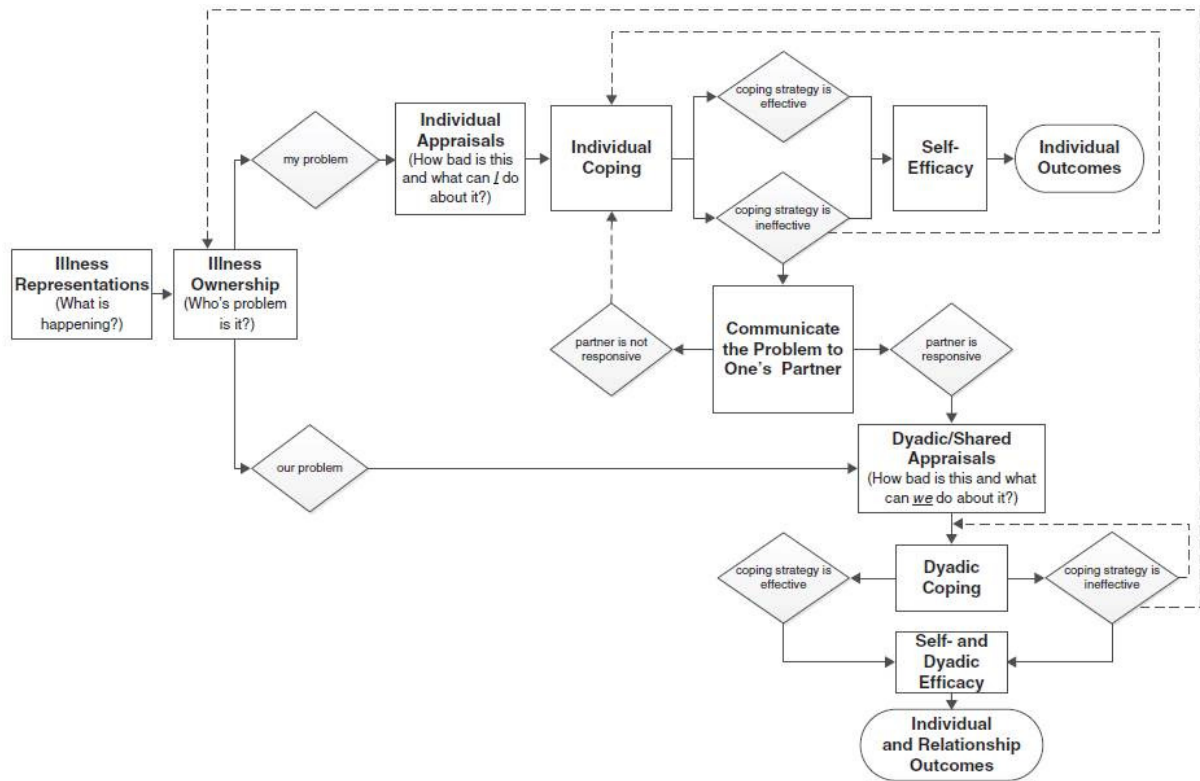 coping strategy is
effective
my problem
Individual
Appraisals
(How bad is this
and what can I do
about it?)
Individual
Coping
Self-
Efficacy
Individual
Outcomes
coping strategy is
ineffective
Illness
Representations
(What is
happening?)
Illness
Ownership
(Who's problem
is it?)
partner is not
responsive
Communicate
the Problem to
One's Partner
partner is
responsive
our problem
Dyadic/Shared
Appraisals
(How bad is this and what
can we do about it?)
coping strategy is
effective
Dyadic
Coping
coping strategy is
ineffective
Self- and
Dyadic
Efficacy
Individual
and Relationship
Outcomes